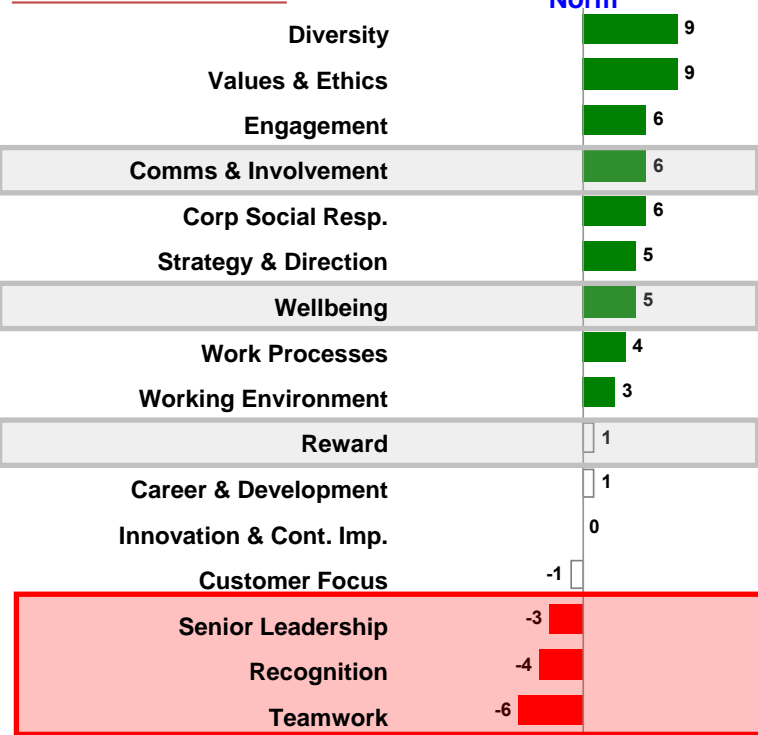 Norm
Diversity 9
Values & Ethics 9
Engagement 6
Comms & Involvement 6
Corp Social Resp. 6
Strategy & Direction 5
Wellbeing 5
Work Processes 4
Working Environment 3
Reward 1
Career & Development 1
Innovation & Cont. Imp. 0
Customer Focus -1
Senior Leadership -3
Recognition -4
Teamwork -6